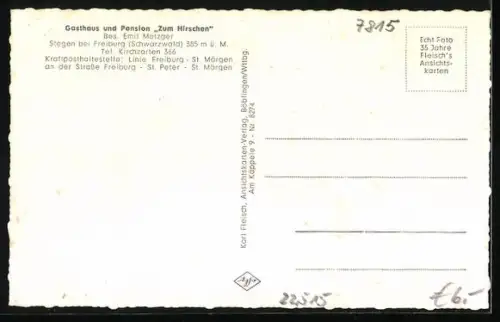 Gasthaus und Pension „Zum Hirschen"
Bes. Emil Metzger
Stegen bei Freiburg (Schwarzwald) 385 m ü. M.
Tel. Kirchzarten 366
Kraftposthaltestelle: Linie Freiburg - St. Märgen
an der Straße Freiburg - St. Peter - St. Märgen
7815
Echt Foto
35 Jahre
Fleisch's
Ansichts-
karten
Karl Fleisch, Ansichtskarten-Verlag, Böblingen/Wttbg.
Am Käppele 9 - Nr. 8274
Agfa
22515
€6.-